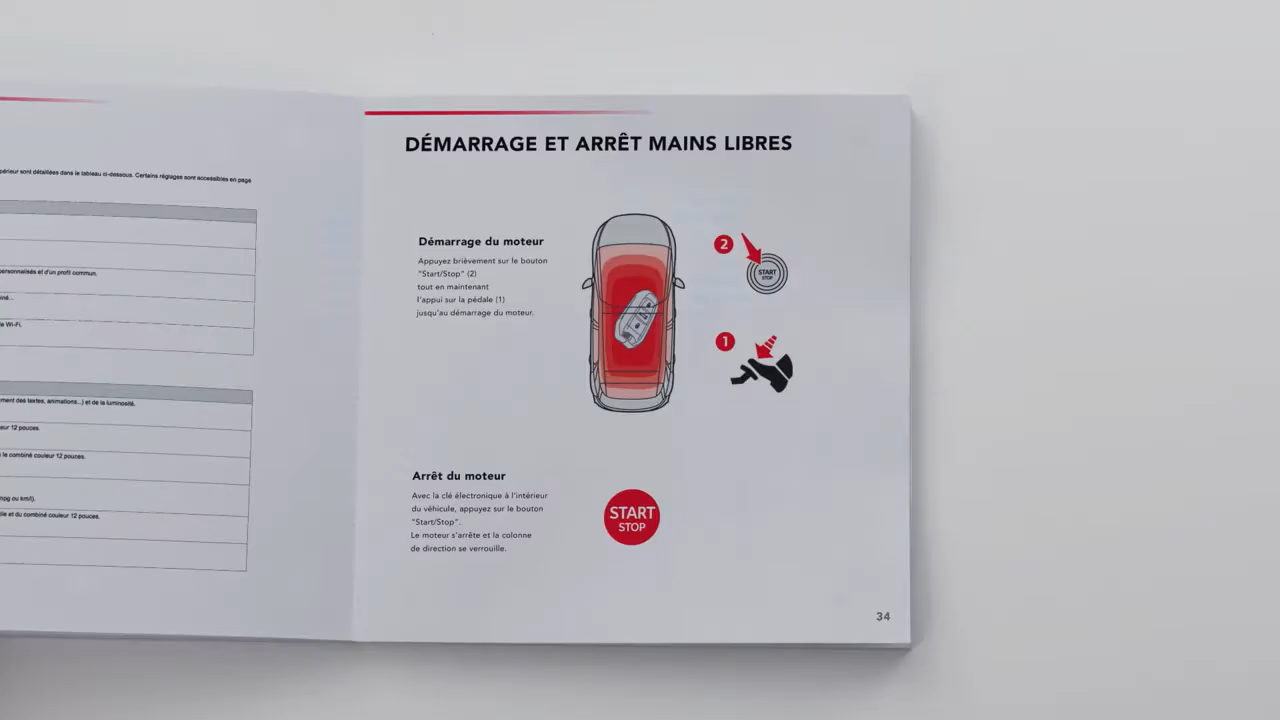 périeur sont détaillées dans le tableau ci-dessous. Certains réglages sont accessibles en page
personnalisés et d'un profil commun.
Wi-Fi.
ment des textes, animations...) et de la luminosité.
eur 12 pouces.
le combiné couleur 12 pouces.
mpg ou km/l).
et du combiné couleur 12 pouces.
DÉMARRAGE ET ARRÊT MAINS LIBRES
Démarrage du moteur
Appuyez brièvement sur le bouton
"Start/Stop" (2)
tout en maintenant
l'appui sur la pédale (1)
jusqu'au démarrage du moteur.
2
START
STOP
1
Arrêt du moteur
Avec la clé électronique à l'intérieur
du véhicule, appuyez sur le bouton
"Start/Stop".
Le moteur s'arrête et la colonne
de direction se verrouille.
START
STOP
34